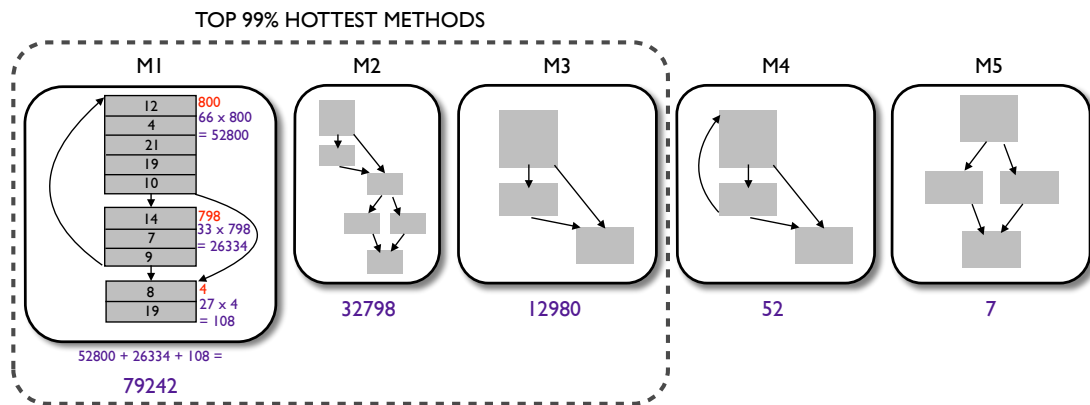 TOP 99% HOTTEST METHODS
M1
M2
M3
M4
M5
12
4
21
19
10
800
66 x 800
= 52800
14
7
9
798
33 x 798
= 26334
8
19
4
27 x 4
= 108
52800 + 26334 + 108 =
79242
32798
12980
52
7